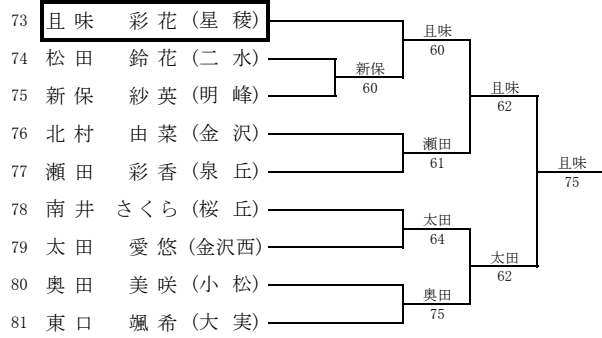 73 且味 彩花(星 稜)
74 松田 鈴花(二 水)
75 新保 紗英(明 峰)
76 北村 由菜(金 沢)
77 瀬田 彩香(泉 丘)
78 南井 さくら(桜 丘)
79 太田 愛悠(金沢西)
80 奥田 美咲(小 松)
81 東口 颯希(大 実)
新保
60
且味
60
瀬田
61
太田
64
奥田
75
且味
62
太田
62
且味
75